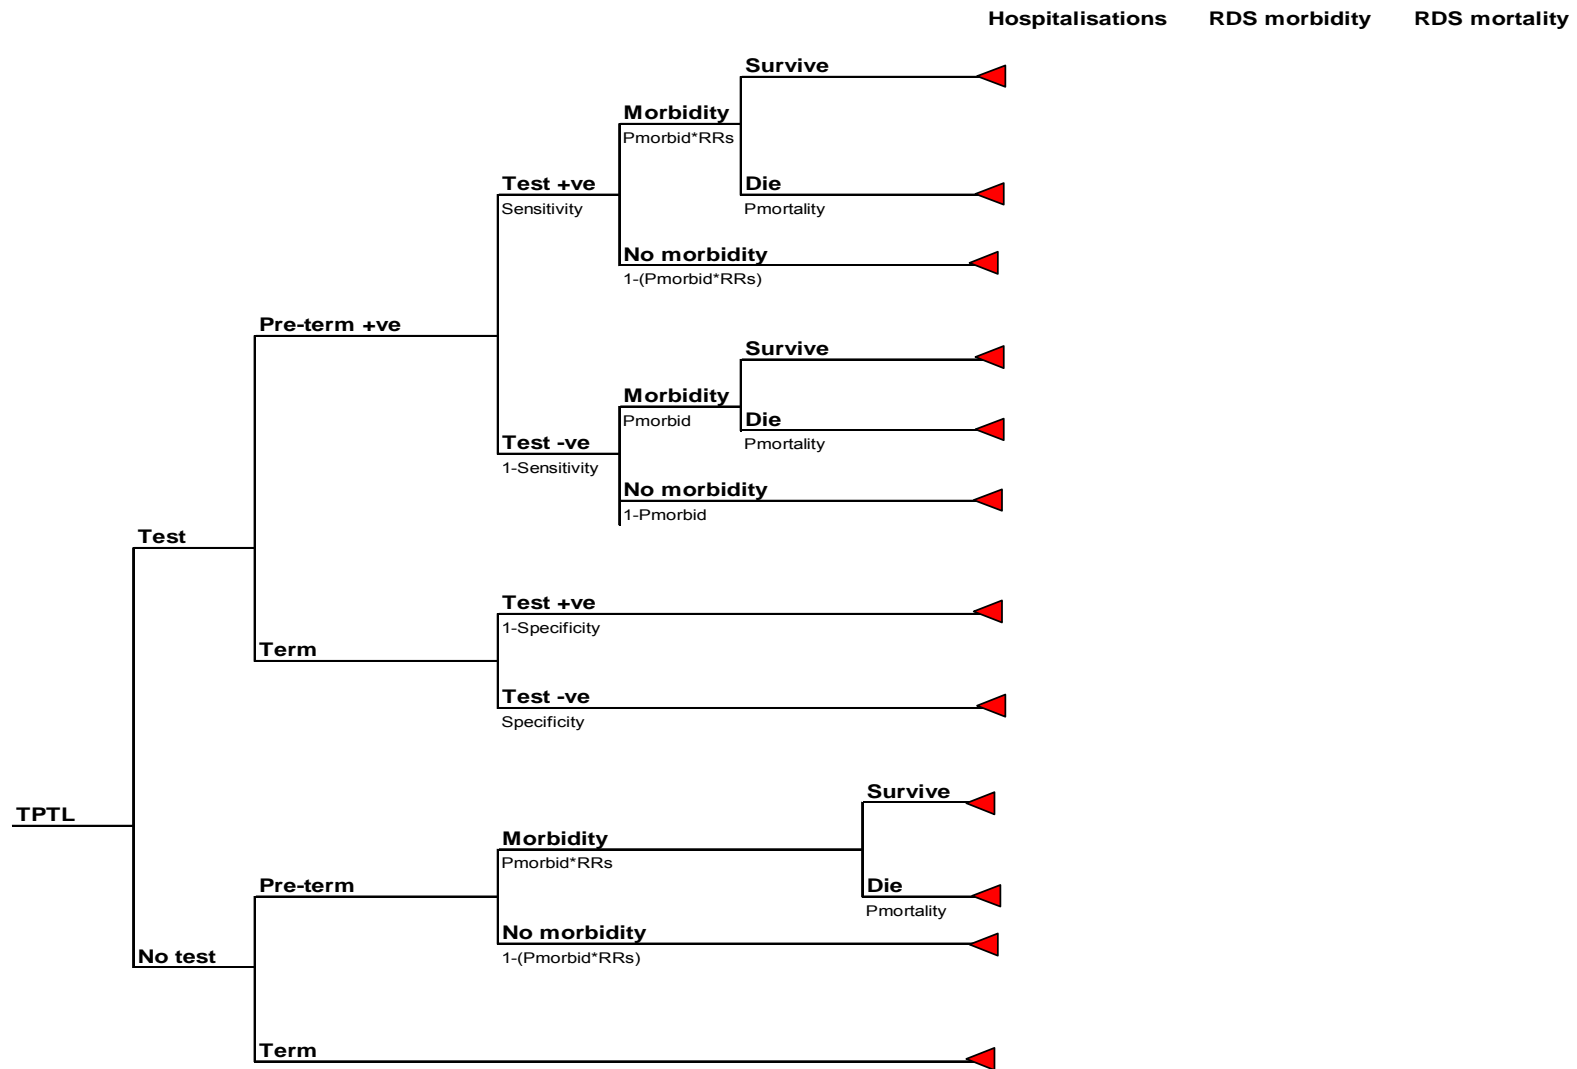 Hospitalisations RDS morbidity RDS mortality
Survive
Morbidity
Pmorbid*RRs
Test +ve
Sensitivity
Die
Pmortality
No morbidity
1-(Pmorbid*RRs)
Pre-term +ve
Survive
Morbidity
Pmorbid
Die
Pmortality
Test -ve
1-Sensitivity
No morbidity
1-Pmorbid
Test
Test +ve
1-Specificity
Term
Test -ve
Specificity
Survive
TPTL
Morbidity
Pmorbid*RRs
Pre-term
Die
Pmortality
No morbidity
1-(Pmorbid*RRs)
No test
Term